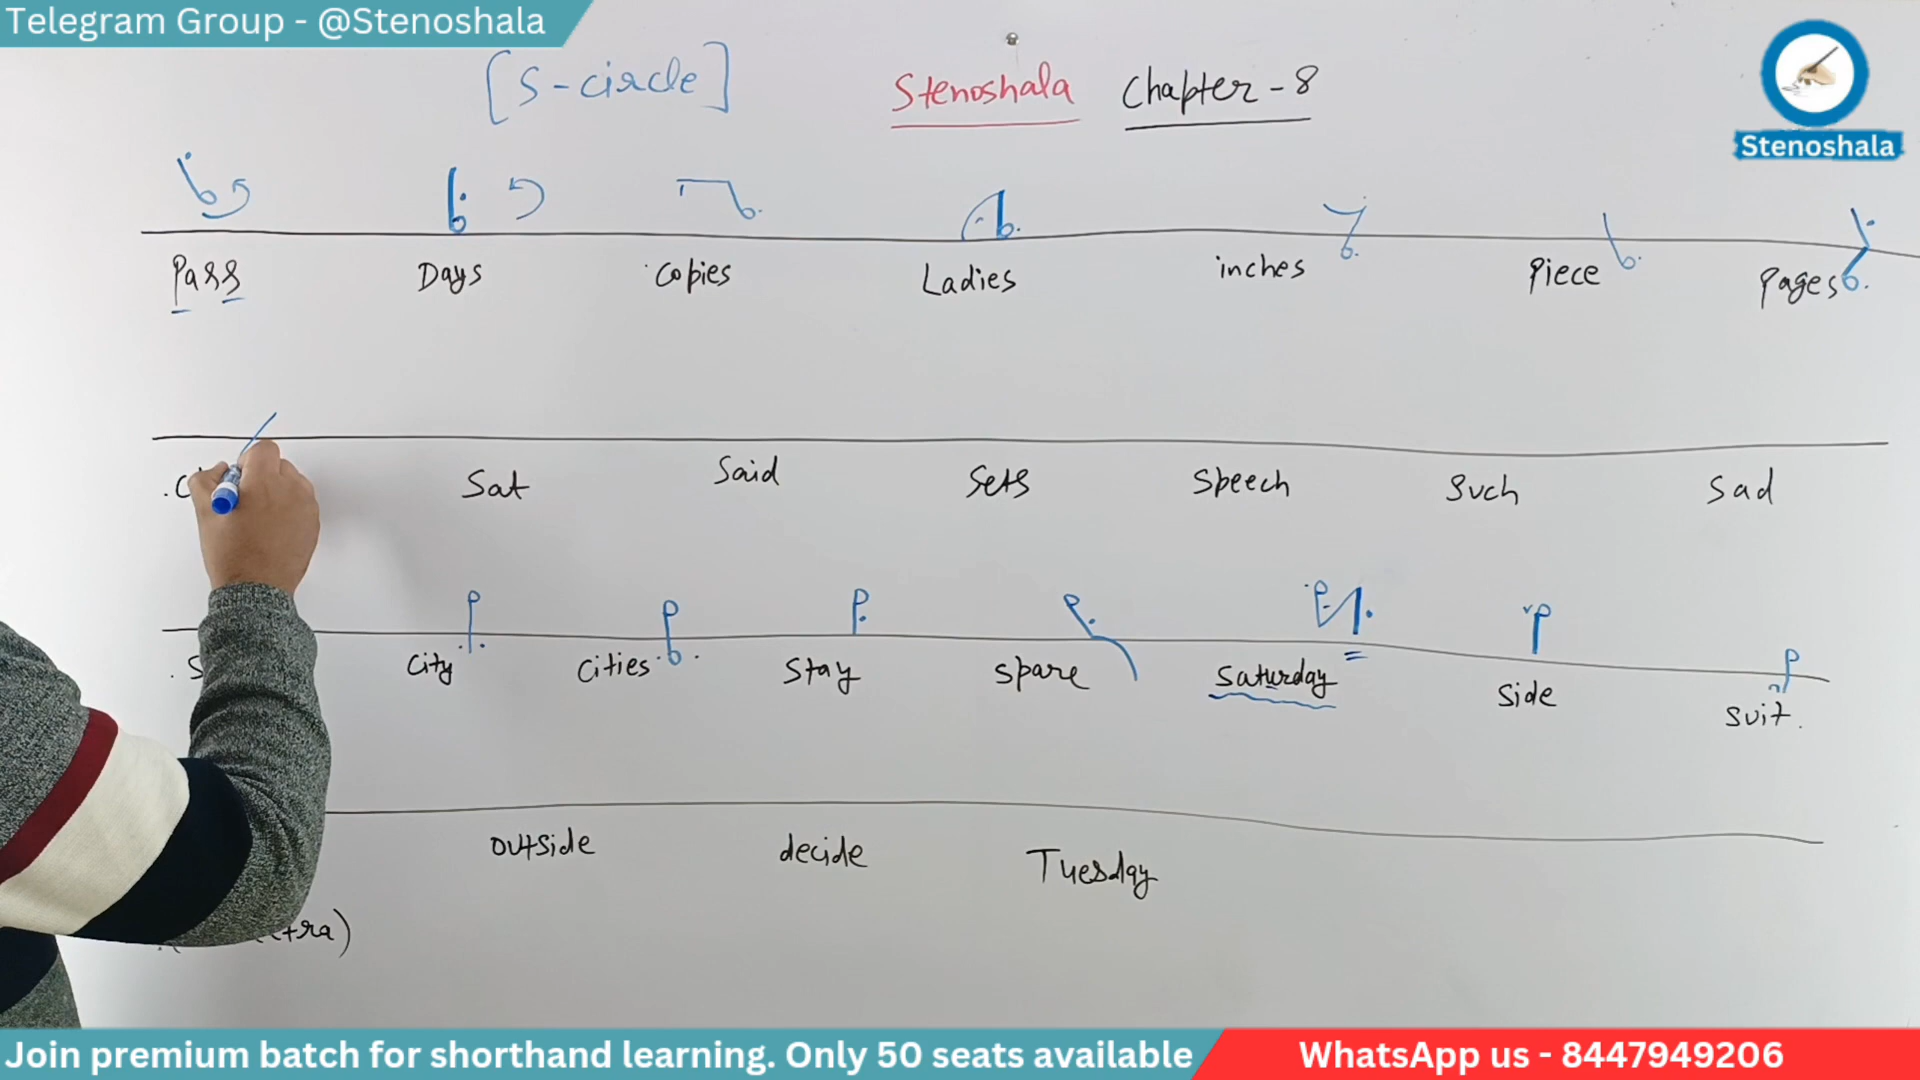 Telegram Group - @Stenoshala
[S-circle] Stenoshala Chapter-8
Stenoshala
Pass Days Copies Ladies inches Piece Pages
Sat Said Sets Speech Such Sad
City Cities Stay Spare Saturday Side Suit.
outside decide Tuesday
Join premium batch for shorthand learning. Only 50 seats available
WhatsApp us - 8447949206